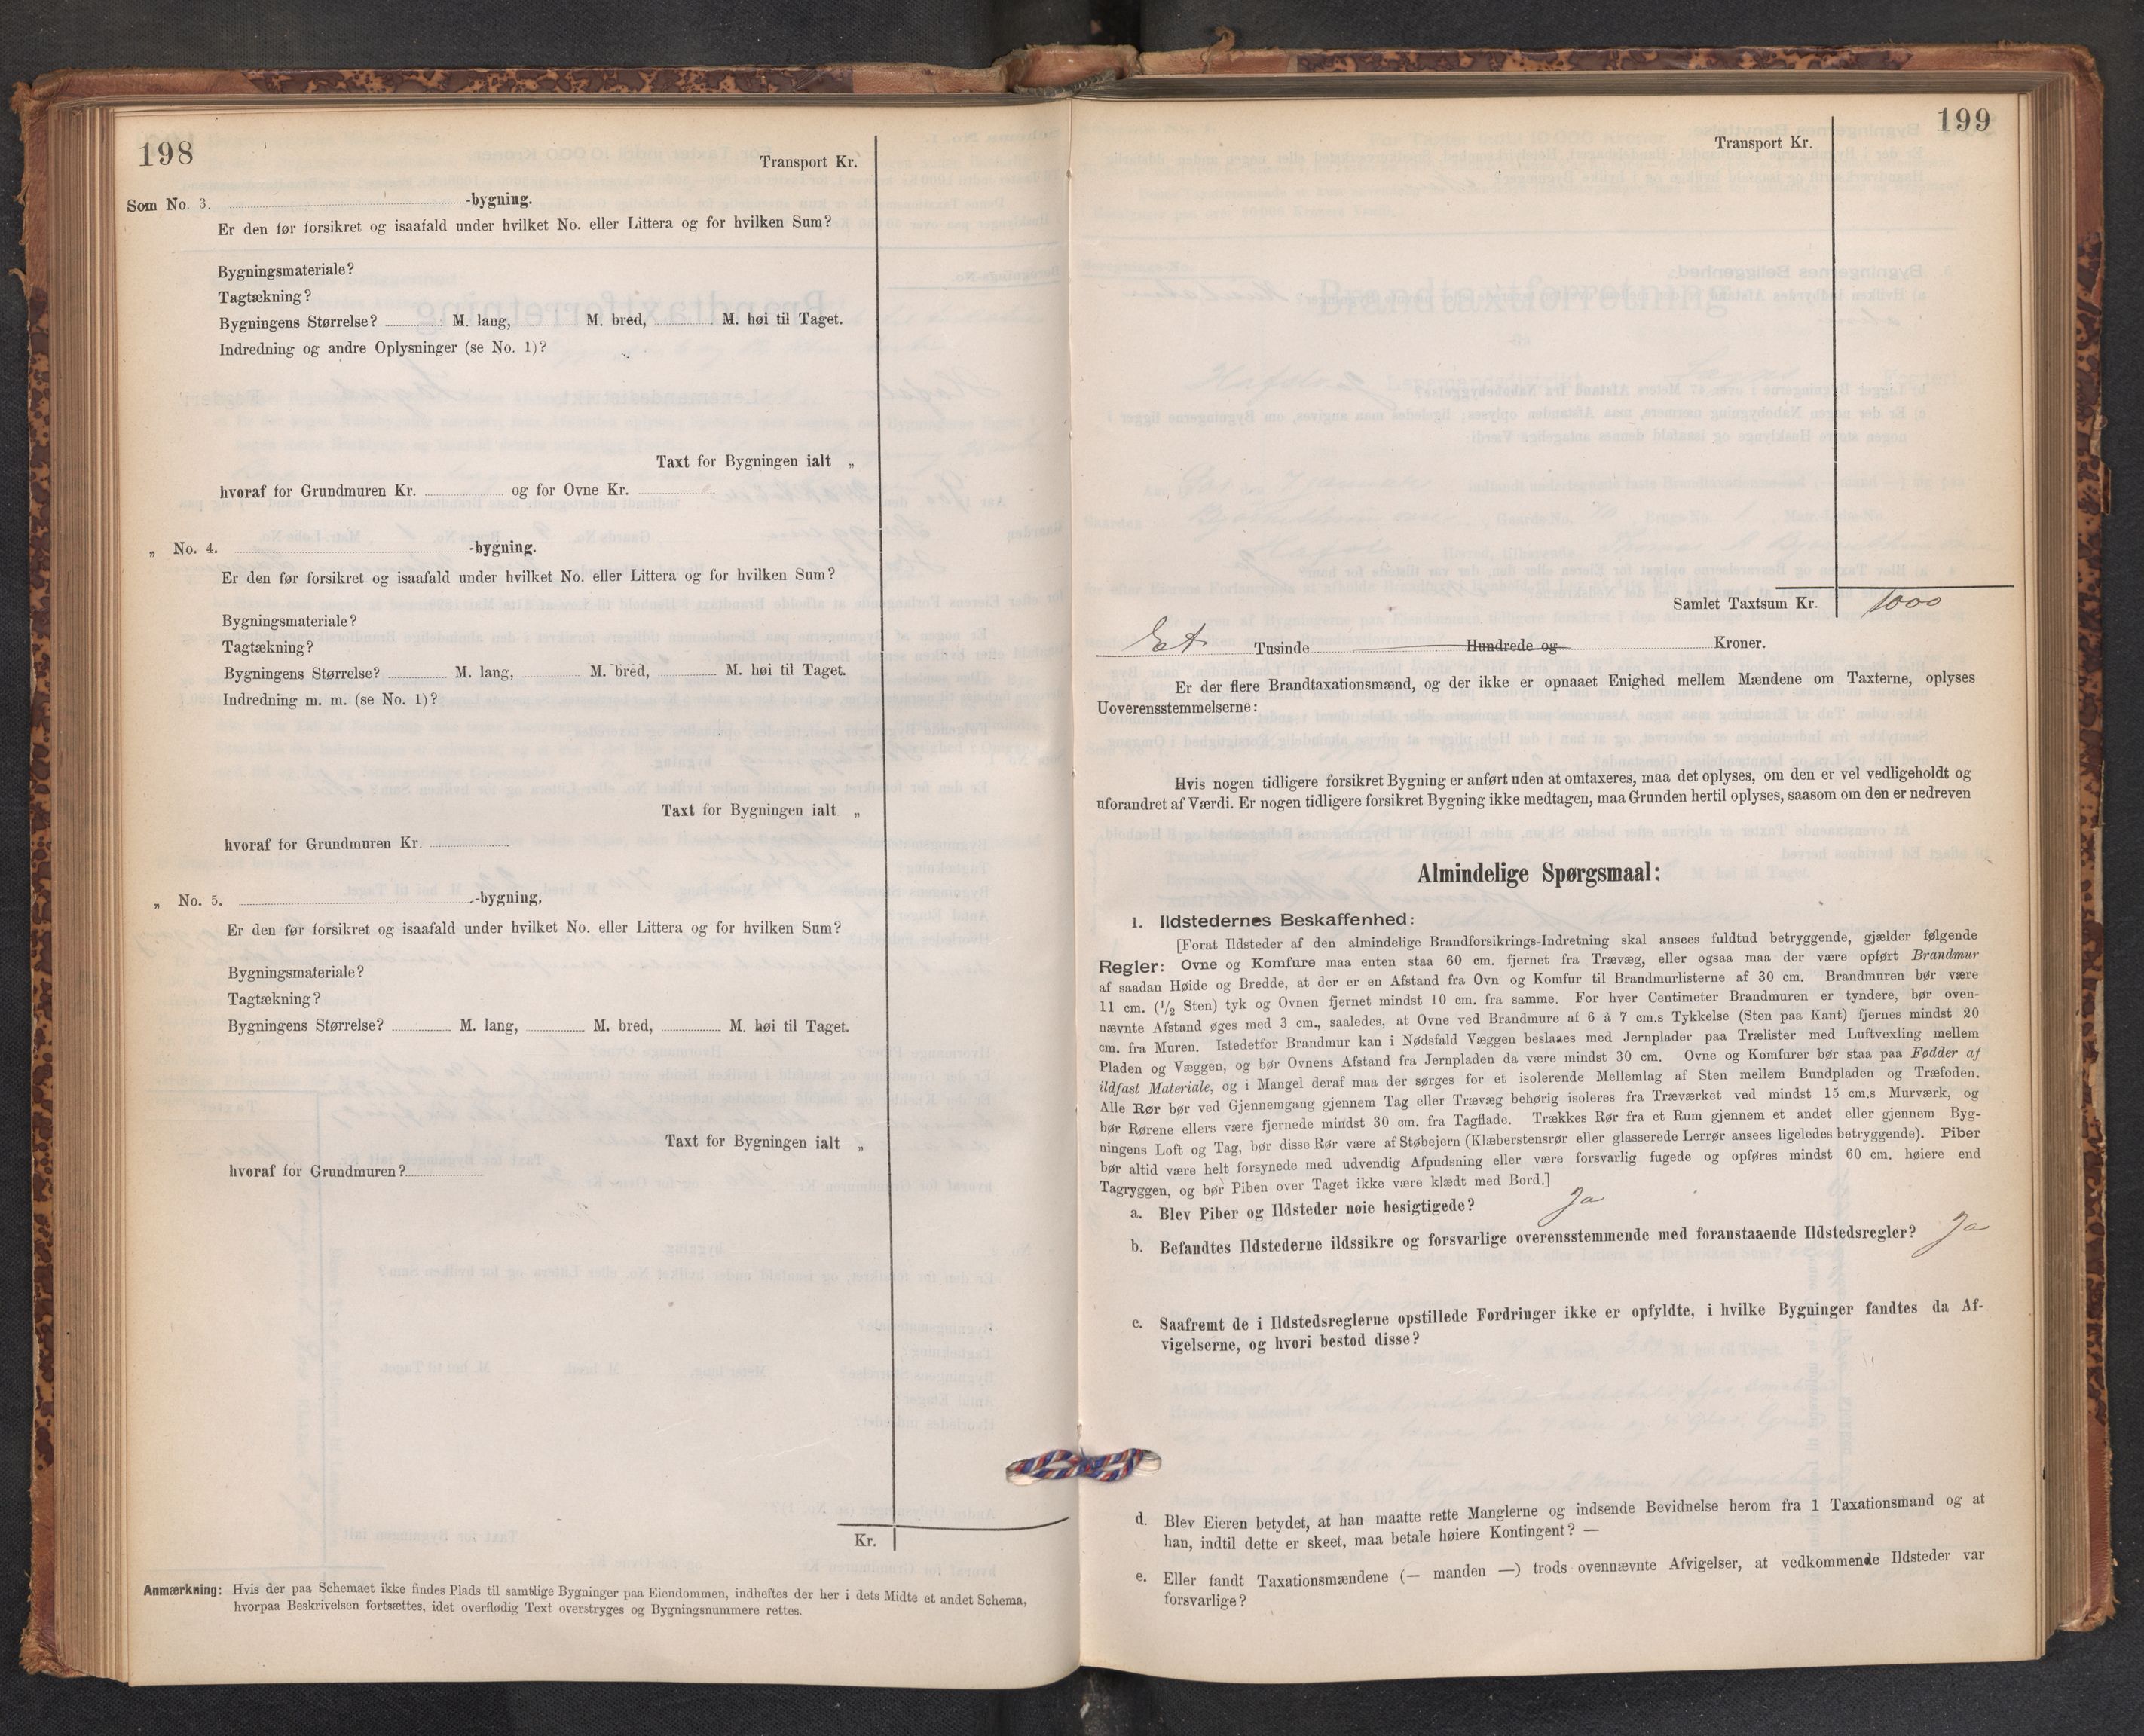 198
Transport Kr.
Som No. 3. -bygning.
Er den før forsikret og isaafald under hvilket No. eller Littera og for hvilken Sum?
Bygningsmateriale?
Tagtækning?
Bygningens Størrelse? M. lang, M. bred, M. høi til Taget.
Indredning og andre Oplysninger (se No. 1)?
Taxt for Bygningen ialt „
hvoraf for Grundmuren Kr. og for Ovne Kr.
„ No. 4. -bygning.
Er den før forsikret og isaafald under hvilket No. eller Littera og for hvilken Sum?
Bygningsmateriale?
Tagtækning?
Bygningens Størrelse? M. lang, M. bred, M. høi til Taget.
Indredning m. m. (se No. 1)?
Taxt for Bygningen ialt „
hvoraf for Grundmuren Kr.
„ No. 5. -bygning,
Er den før forsikret og isaafald under hvilket No. eller Littera og for hvilken Sum?
Bygningsmateriale?
Tagtækning?
Bygningens Størrelse? M. lang, M. bred, M. høi til Taget.
Taxt for Bygningen ialt „
hvoraf for Grundmuren?
Kr.
Anmærkning: Hvis der paa Schemaet ikke findes Plads til samtlige Bygninger paa Eiendommen, indheftes der her i dets Midte et andet Schema,
hvorpaa Beskrivelsen fortsættes, idet overflødig Text overstryges og Bygningsnummere rettes.
199
Transport Kr.
Samlet Taxtsum Kr. 1000
Et Tusinde Hundrede og Kroner.
Er der flere Brandtaxationsmænd, og der ikke er opnaaet Enighed mellem Mændene om Taxterne, oplyses
Uoverensstemmelserne:
Hvis nogen tidligere forsikret Bygning er anført uden at omtaxeres, maa det oplyses, om den er vel vedligeholdt og
uforandret af Værdi. Er nogen tidligere forsikret Bygning ikke medtagen, maa Grunden hertil oplyses, saasom om den er nedreven
Almindelige Spørgsmaal:
1. Ildstedernes Beskaffenhed:
[Forat Ildsteder af den almindelige Brandforsikrings-Indretning skal ansees fuldtud betryggende, gjælder følgende
Regler: Ovne og Komfure maa enten staa 60 cm. fjernet fra Trævæg, eller ogsaa maa der være opført Brandmur
af saadan Høide og Bredde, at der er en Afstand fra Ovn og Komfur til Brandmurlisterne af 30 cm. Brandmuren bør være
11 cm. (1/2 Sten) tyk og Ovnen fjernet mindst 10 cm. fra samme. For hver Centimeter Brandmuren er tyndere, bør oven-
nævnte Afstand øges med 3 cm., saaledes, at Ovne ved Brandmure af 6 à 7 cm.s Tykkelse (Sten paa Kant) fjernes mindst 20
cm. fra Muren. Istedetfor Brandmur kan i Nødsfald Væggen beslaaes med Jernplader paa Trælister med Luftvexling mellem
Pladen og Væggen, og bør Ovnens Afstand fra Jernpladen da være mindst 30 cm. Ovne og Komfurer bør staa paa Fødder af
ildfast Materiale, og i Mangel deraf maa der sørges for et isolerende Mellemlag af Sten mellem Bundpladen og Træfoden.
Alle Rør bør ved Gjennemgang gjennem Tag eller Trævæg behørig isoleres fra Træværket ved mindst 15 cm.s Murværk, og
bør Rørene ellers være fjernede mindst 30 cm. fra Tagflade. Trækkes Rør fra et Rum gjennem et andet eller gjennem Byg-
ningens Loft og Tag, bør disse Rør være af Støbejern (Klæberstensrør eller glasserede Lerrør ansees ligeledes betryggende). Piber
bør altid være helt forsynede med udvendig Afpudsning eller være forsvarlig fugede og opføres mindst 60 cm. høiere end
Tagryggen, og bør Piben over Taget ikke være klædt med Bord.]
a. Blev Piber og Ildsteder nøie besigtigede? Ja
b. Befandtes Ildstederne ildssikre og forsvarlige overensstemmende med foranstaaende Ildstedsregler? Ja
c. Saafremt de i Ildstedsreglerne opstillede Fordringer ikke er opfyldte, i hvilke Bygninger fandtes da Af-
vigelserne, og hvori bestod disse?
d. Blev Eieren betydet, at han maatte rette Manglerne og indsende Bevidnelse herom fra 1 Taxationsmand og at
han, indtil dette er skeet, maa betale høiere Kontingent? —
e. Eller fandt Taxationsmændene (— manden —) trods ovennævnte Afvigelser, at vedkommende Ildsteder var
forsvarlige?